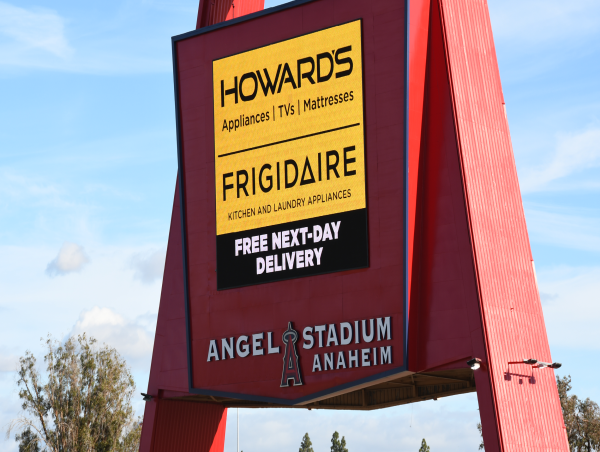 HOWARD'S
Appliances | TVs | Mattresses
FRIGIDAIRE
KITCHEN AND LAUNDRY APPLIANCES
FREE NEXT-DAY
DELIVERY
ANGEL STADIUM
ANAHEIM